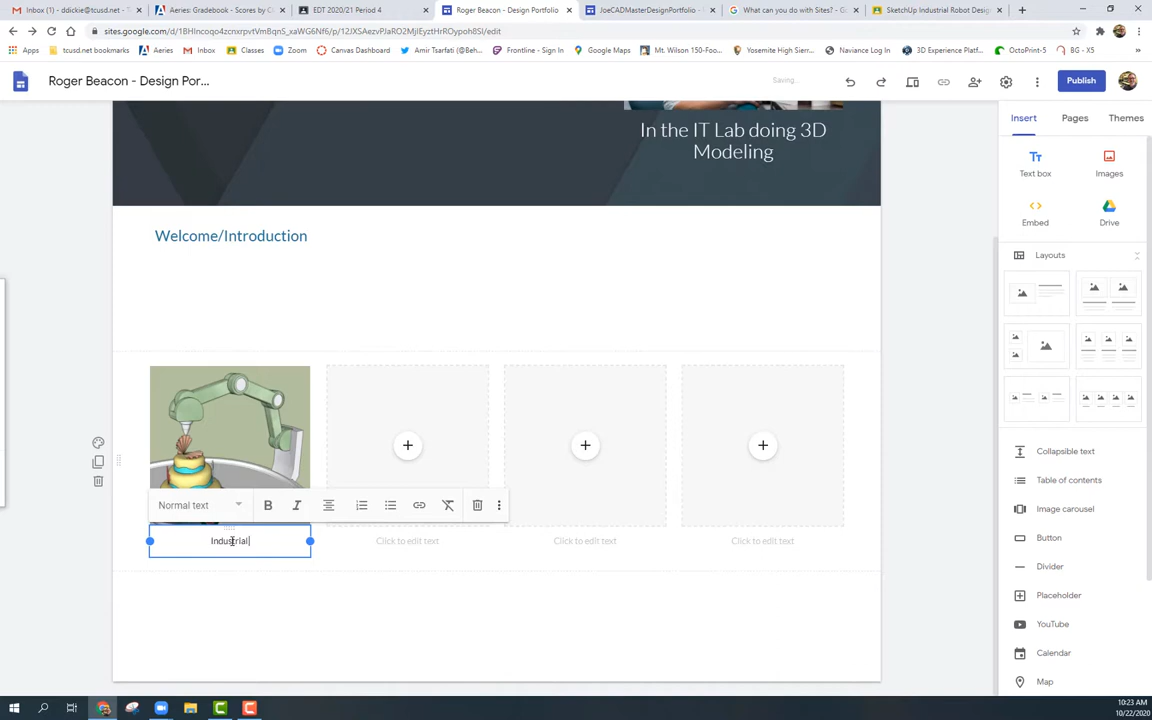 Inbox (1) - ddickie@tcusd.net - T
Aeries: Gradebook - Scores by C
EDT 2020/21 Period 4
Roger Beacon - Design Portfolio
JoeCADMasterDesignPortfolio - 
What can you do with Sites? - Go
SketchUp Industrial Robot Design
sites.google.com/d/1BHIncoqo4zcnxrpvtVmBqnS_xaWG6Nf6/p/12JXSAezvPJaRO2MjIEyztHrOypoh8SI/edit
Apps
tcusd.net bookmarks
Aeries
Inbox
Classes
Zoom
Canvas Dashboard
Amir Tsarfati (@Beh...
Frontline - Sign In
Google Maps
Mt. Wilson 150-Foo...
Yosemite High Sierr...
Naviance Log In
3D Experience Platf...
OctoPrint-5
BG - X5
»
Roger Beacon - Design Por...
Saving...
Publish
In the IT Lab doing 3D
Modeling
Welcome/Introduction
Normal text
B
I
Industrial
Click to edit text
Click to edit text
Click to edit text
Insert
Pages
Themes
Tт
Text box
Images
Embed
Drive
Layouts
Collapsible text
Table of contents
Image carousel
Button
Divider
Placeholder
YouTube
Calendar
Map
10:23 AM
10/22/2020